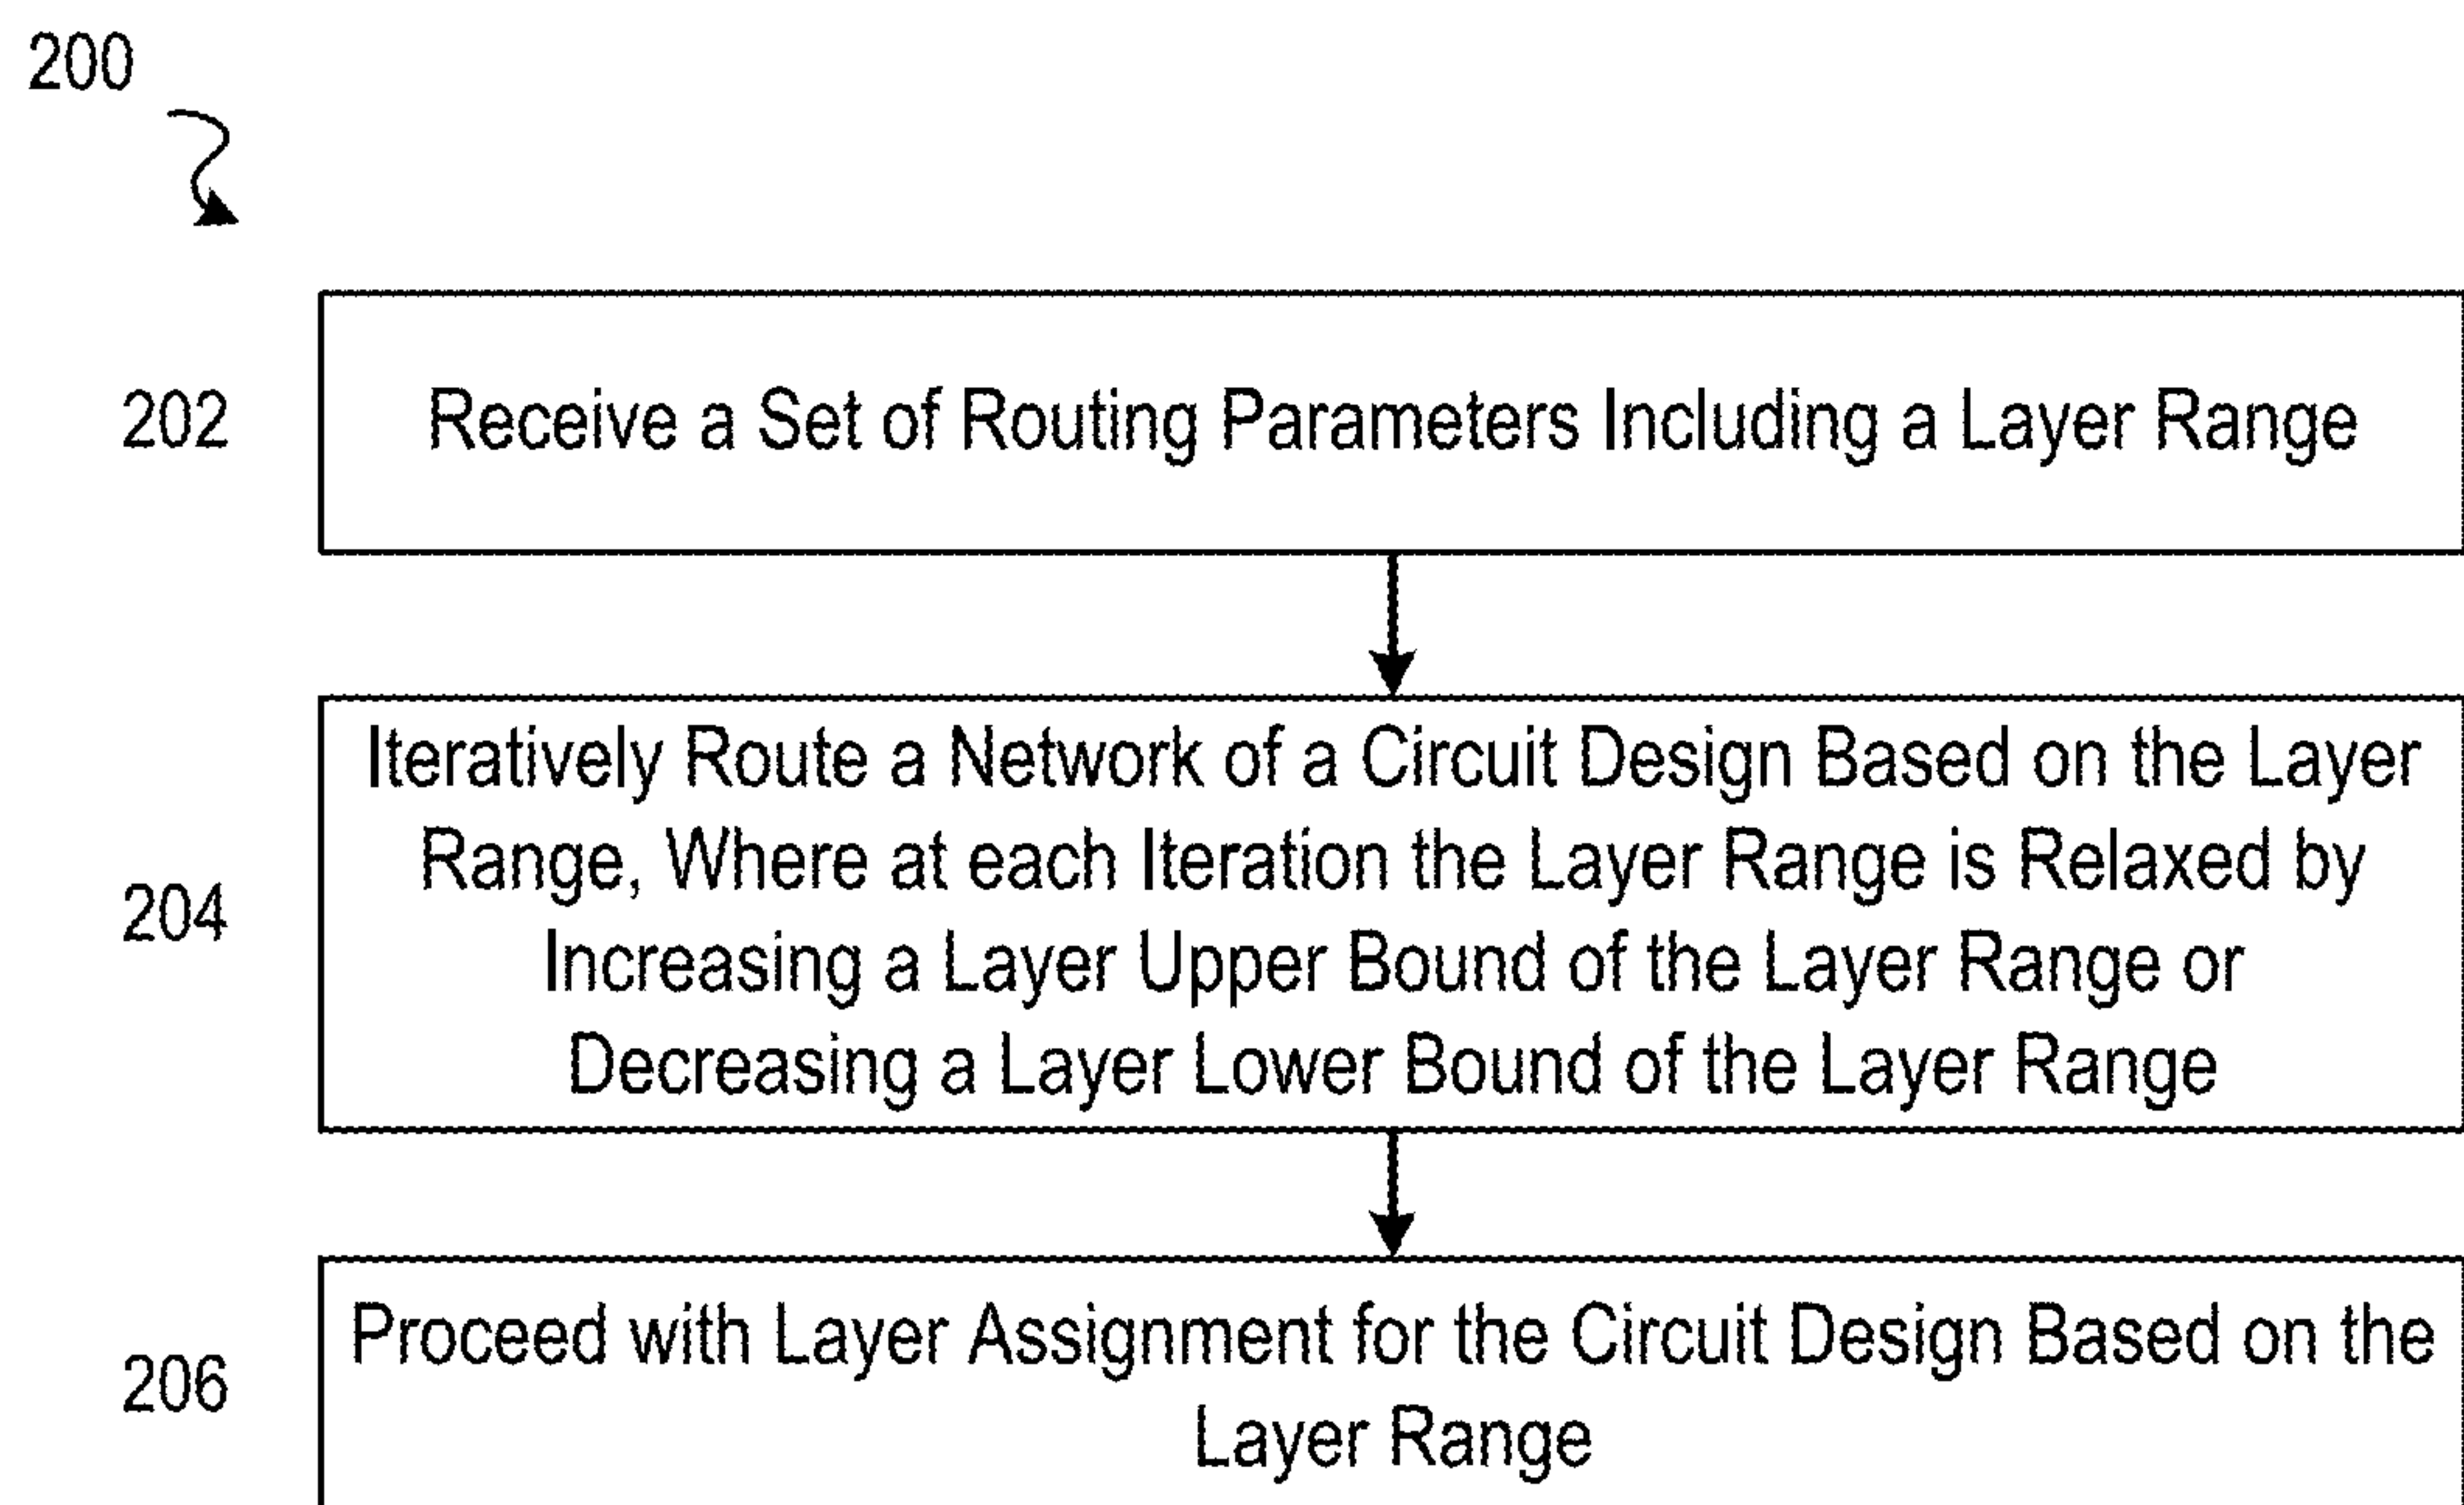 200
202
Receive a Set of Routing Parameters Including a Layer Range
204
Iteratively Route a Network of a Circuit Design Based on the Layer
Range, Where at each Iteration the Layer Range is Relaxed by
Increasing a Layer Upper Bound of the Layer Range or
Decreasing a Layer Lower Bound of the Layer Range
206
Proceed with Layer Assignment for the Circuit Design Based on the
Layer Range